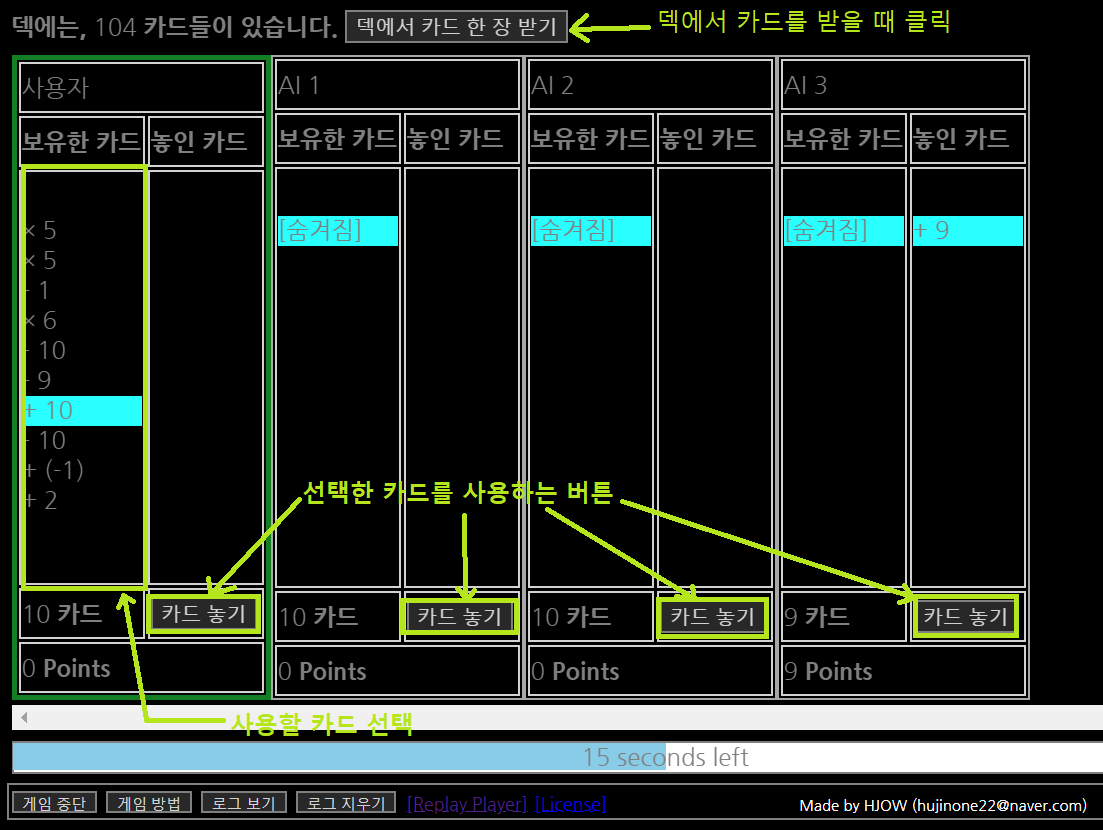 덱에는, 104 카드들이 있습니다. 덱에서 카드 한 장 받기 덱에서 카드를 받을 때 클릭
사용자 AI 1 AI 2 AI 3
보유한 카드 놓인 카드 보유한 카드 놓인 카드 보유한 카드 놓인 카드 보유한 카드 놓인 카드
× 5 [숨겨짐] [숨겨짐] [숨겨짐] + 9
× 5
- 1
× 6
- 10
- 9
+ 10
- 10
+ (-1)
+ 2
선택한 카드를 사용하는 버튼
10 카드 카드 놓기 10 카드 카드 놓기 10 카드 카드 놓기 9 카드 카드 놓기
0 Points 0 Points 0 Points 9 Points
사용할 카드 선택
15 seconds left
게임 중단 게임 방법 로그 보기 로그 지우기 [Replay Player] [License] Made by HJOW (hujinone22@naver.com)